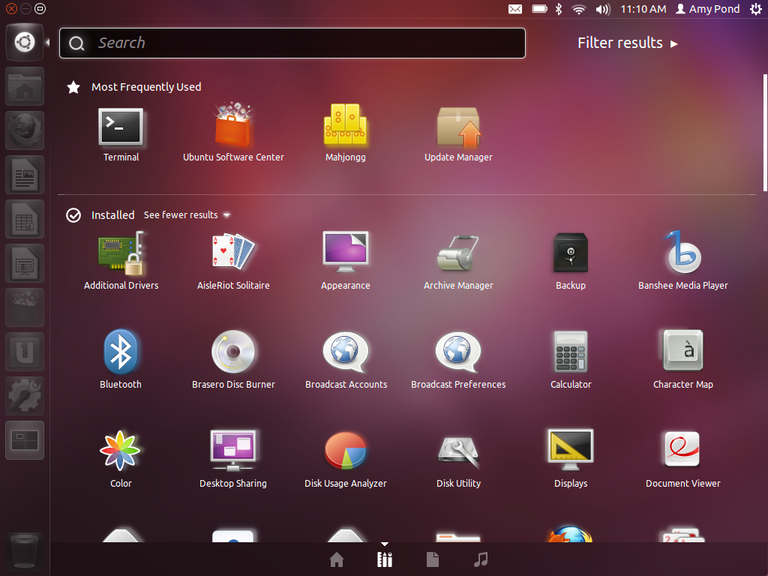 11:10 AM Amy Pond
Search
Filter results
Most Frequently Used
Terminal
Ubuntu Software Center
Mahjongg
Update Manager
Installed See fewer results
Additional Drivers
AisleRiot Solitaire
Appearance
Archive Manager
Backup
Banshee Media Player
Bluetooth
Brasero Disc Burner
Broadcast Accounts
Broadcast Preferences
Calculator
Character Map
Color
Desktop Sharing
Disk Usage Analyzer
Disk Utility
Displays
Document Viewer